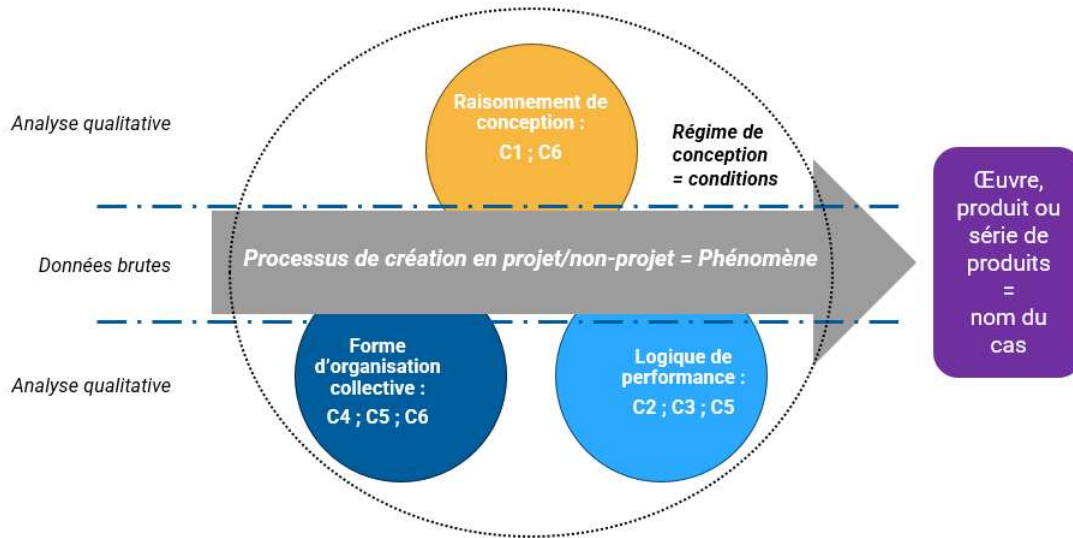 Analyse qualitative
Raisonnement de
conception :
C1 ; C6
Régime de
conception
= conditions
Données brutes
Processus de création en projet/non-projet = Phénomène
Œuvre,
produit ou
série de
produits
=
nom du
cas
Analyse qualitative
Forme
d'organisation
collective :
C4 ; C5 ; C6
Logique de
performance :
C2 ; C3 ; C5